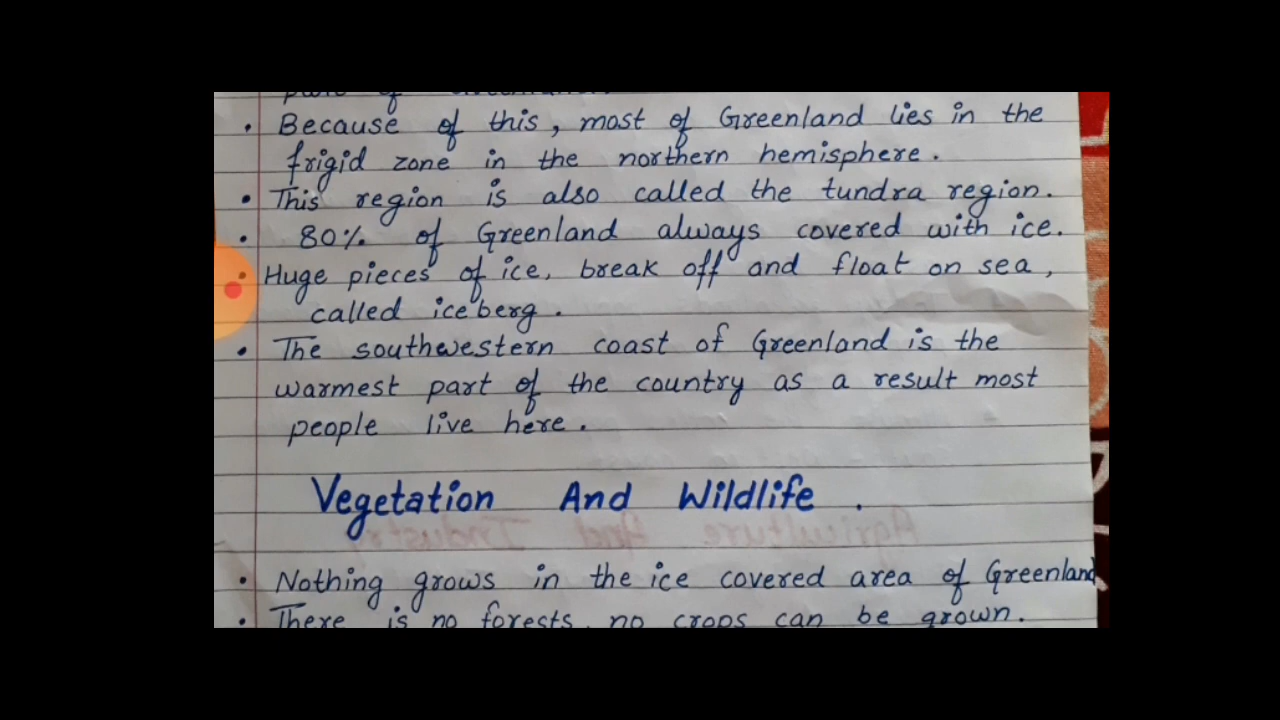 • Because of this, most of Greenland lies in the
frigid zone in the northern hemisphere.
• This region is also called the tundra region.
• 80% of Greenland always covered with ice.
• Huge pieces of ice, break off and float on sea,
called iceberg.
• The southwestern coast of Greenland is the
warmest part of the country as a result most
people live here.
Vegetation And Wildlife.
Agriculture And Industry
• Nothing grows in the ice covered area of Greenland
• There is no forests, no crops can be grown.